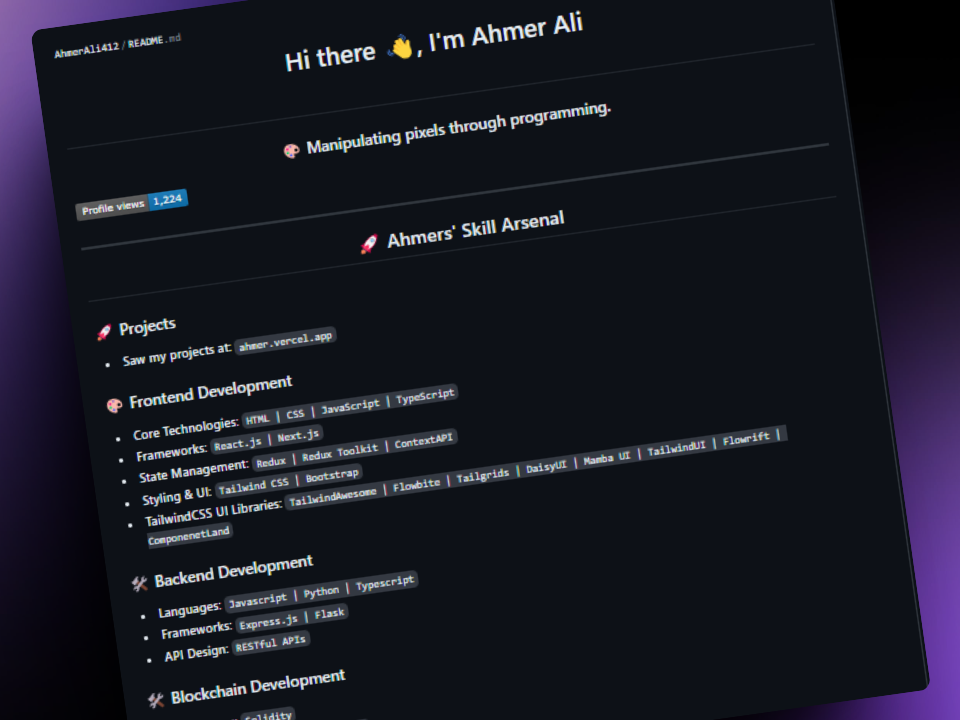 AhmerAli412/README.md
Hi there 👋, I'm Ahmer Ali
🎨 Manipulating pixels through programming.
Profile views 1,224
🚀 Ahmers' Skill Arsenal
🚀 Projects
• Saw my projects at: ahmer.vercel.app
🎨 Frontend Development
• Core Technologies: HTML | CSS | JavaScript | TypeScript
• Frameworks: React.js | Next.js
• State Management: Redux | Redux Toolkit | ContextAPI
• Styling & UI: Tailwind CSS | Bootstrap
• TailwindCSS UI Libraries: TailwindAwesome | Flowbite | Tailgrids | DaisyUI | Mamba UI | TailwindUI | Flowrift |
ComponenetLand
🛠️ Backend Development
• Languages: Javascript | Python | Typescript
• Frameworks: Express.js | Flask
• API Design: RESTful APIs
🛠️ Blockchain Development
Solidity